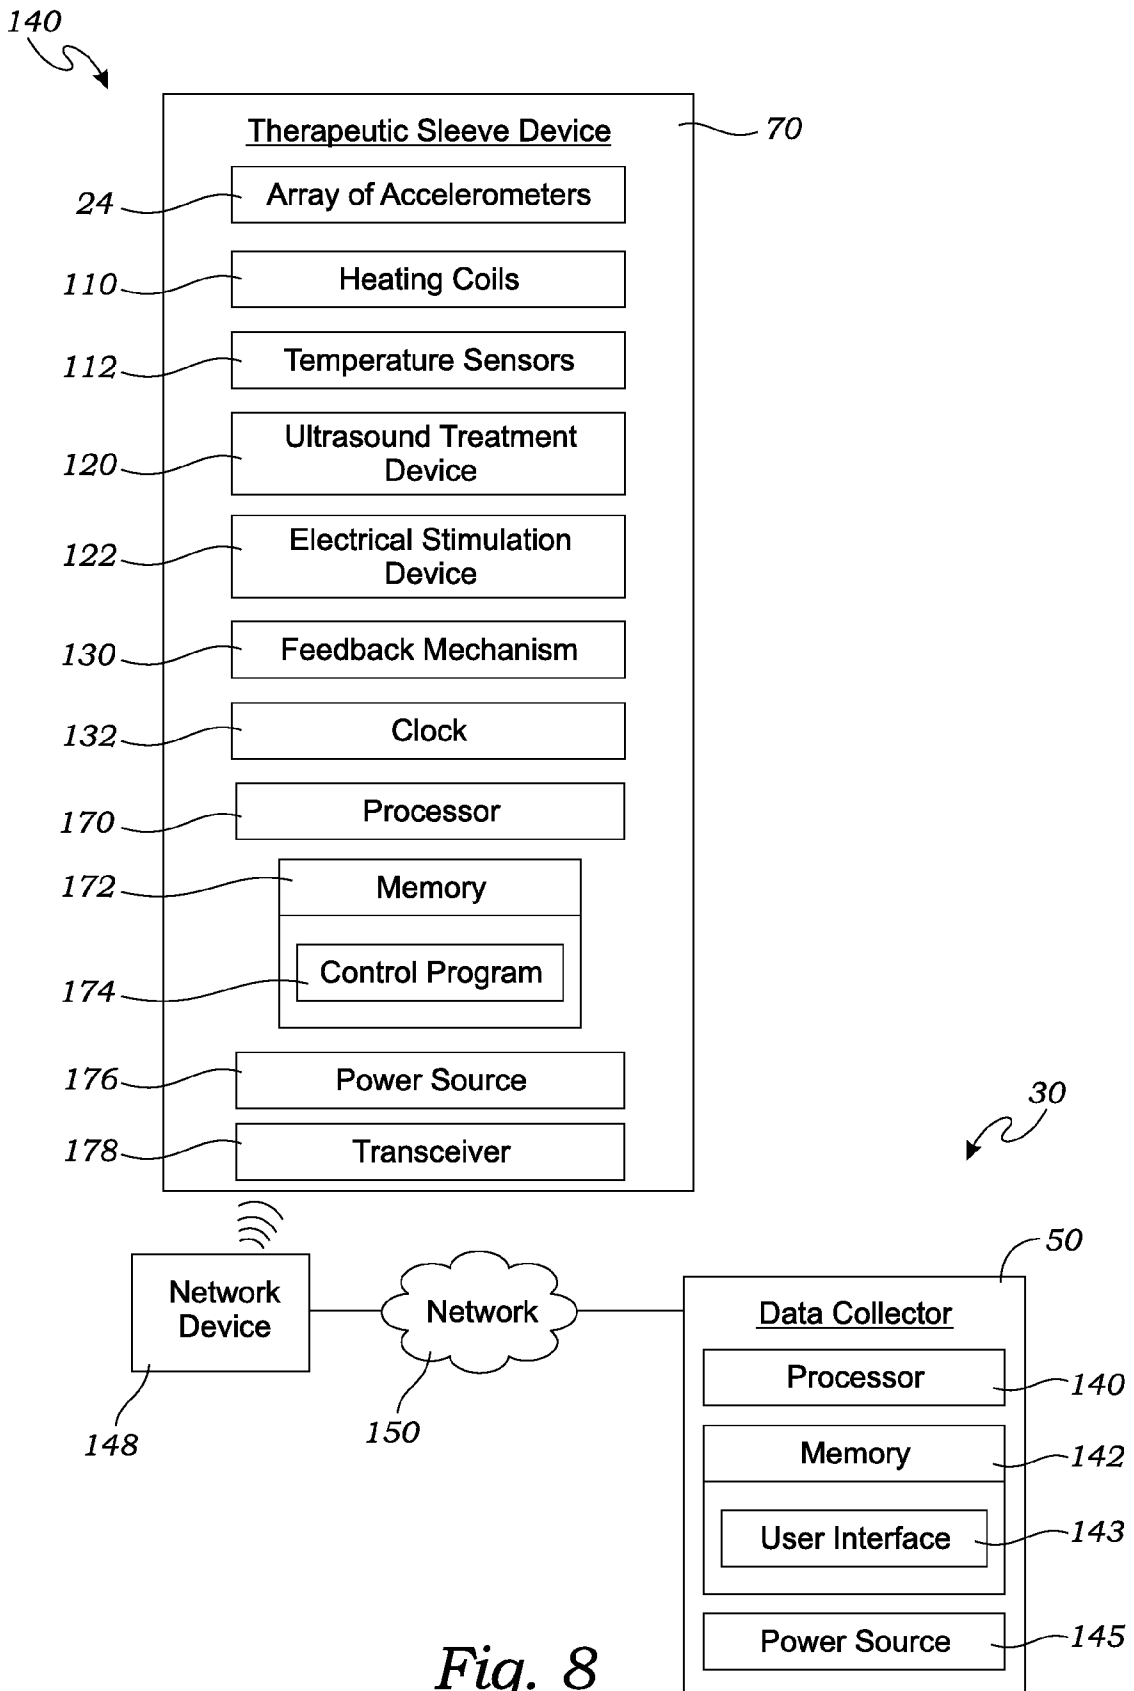 140
Therapeutic Sleeve Device
70
24
Array of Accelerometers
110
Heating Coils
112
Temperature Sensors
120
Ultrasound Treatment
Device
122
Electrical Stimulation
Device
130
Feedback Mechanism
132
Clock
170
Processor
172
Memory
174
Control Program
176
Power Source
178
Transceiver
30
Network
Device
148
Network
150
50
Data Collector
Processor
140
Memory
142
User Interface
143
Power Source
145
Fig. 8